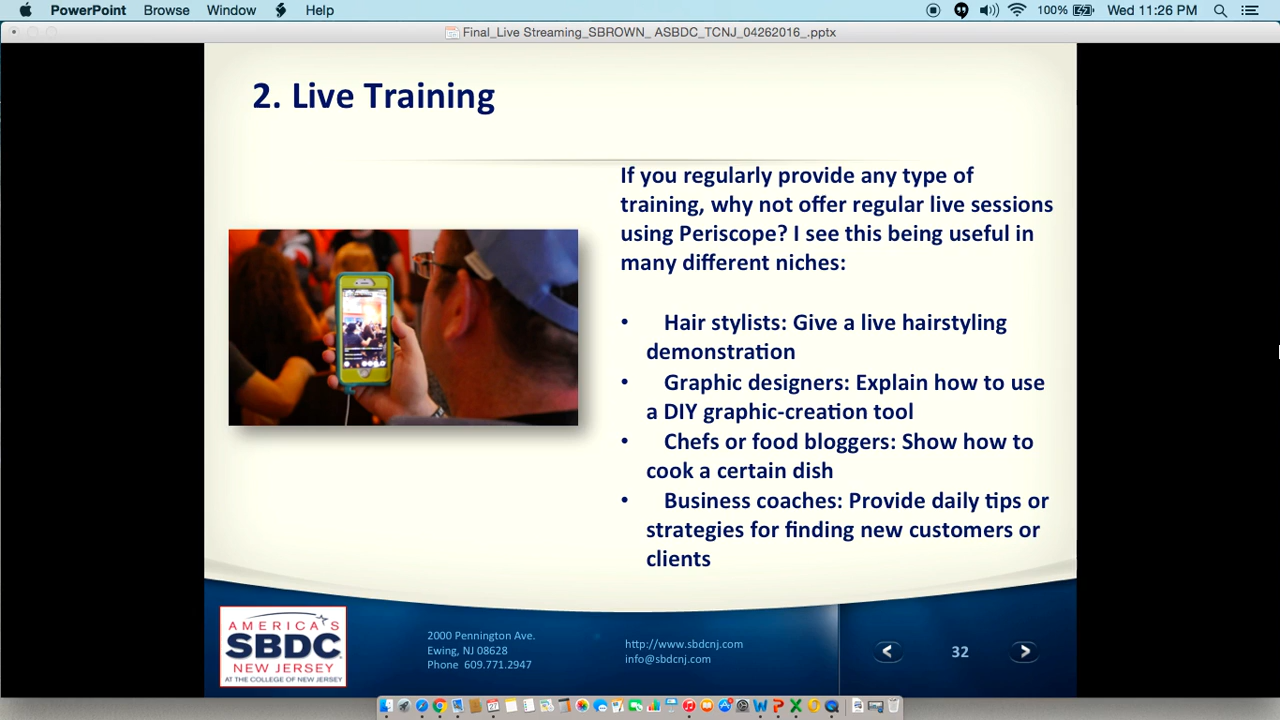 PowerPoint Browse Window Help 100% Wed 11:26 PM
Final_Live Streaming_SBROWN_ ASBDC_TCNJ_04262016_.pptx
2. Live Training
If you regularly provide any type of
training, why not offer regular live sessions
using Periscope? I see this being useful in
many different niches:
• Hair stylists: Give a live hairstyling
demonstration
• Graphic designers: Explain how to use
a DIY graphic-creation tool
• Chefs or food bloggers: Show how to
cook a certain dish
• Business coaches: Provide daily tips or
strategies for finding new customers or
clients
AMERICA'S
SBDC
NEW JERSEY
AT THE COLLEGE OF NEW JERSEY
2000 Pennington Ave.
Ewing, NJ 08628
Phone 609.771.2947
http://www.sbdcnj.com
info@sbdcnj.com
32